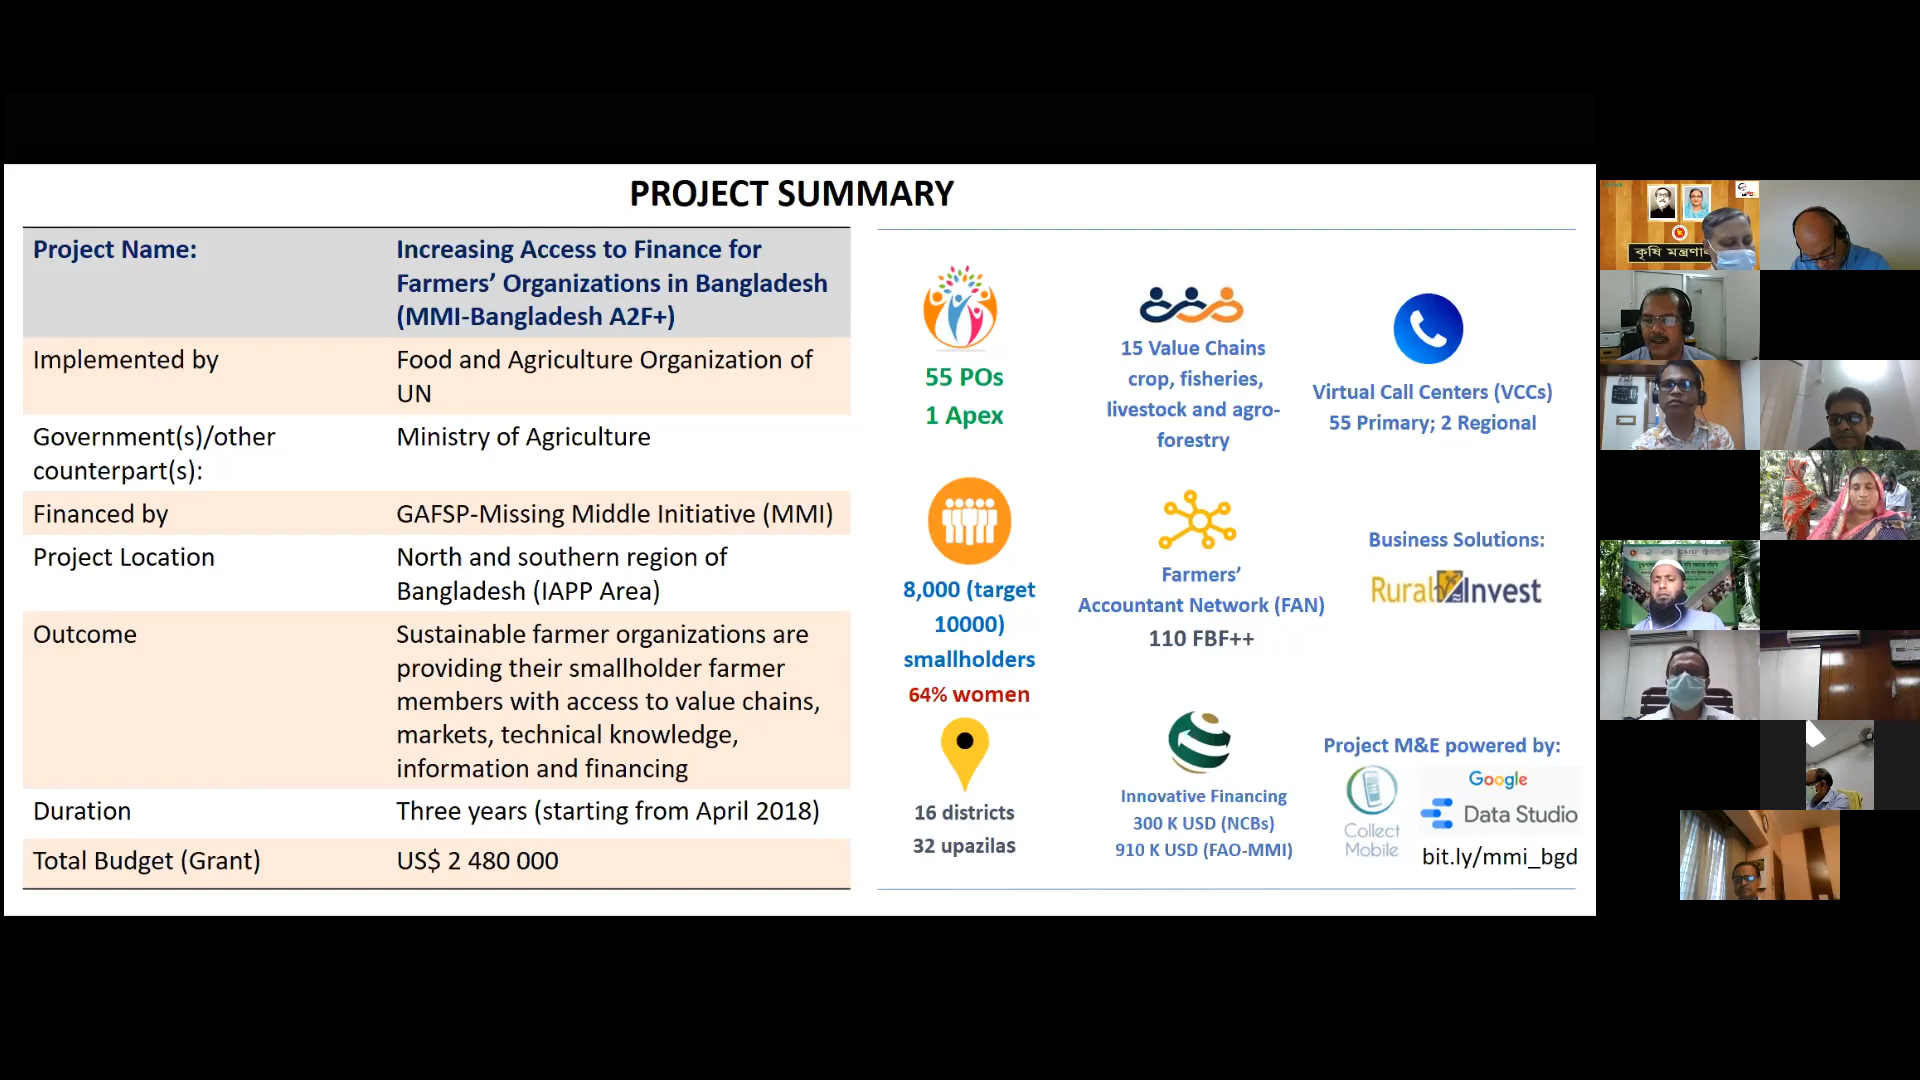 PROJECT SUMMARY
Project Name:
Increasing Access to Finance for
Farmers’ Organizations in Bangladesh
(MMI-Bangladesh A2F+)
Implemented by
Food and Agriculture Organization of
UN
Government(s)/other
counterpart(s):
Ministry of Agriculture
Financed by
GAFSP-Missing Middle Initiative (MMI)
Project Location
North and southern region of
Bangladesh (IAPP Area)
Outcome
Sustainable farmer organizations are
providing their smallholder farmer
members with access to value chains,
markets, technical knowledge,
information and financing
Duration
Three years (starting from April 2018)
Total Budget (Grant)
US$ 2 480 000
55 POs
1 Apex
15 Value Chains
crop, fisheries,
livestock and agro-
forestry
Virtual Call Centers (VCCs)
55 Primary; 2 Regional
8,000 (target
10000)
smallholders
64% women
Farmers’
Accountant Network (FAN)
110 FBF++
Business Solutions:
Rural Invest
16 districts
32 upazilas
Innovative Financing
300 K USD (NCBs)
910 K USD (FAO-MMI)
Project M&E powered by:
Collect
Mobile
Google
Data Studio
bit.ly/mmi_bgd
কৃষি